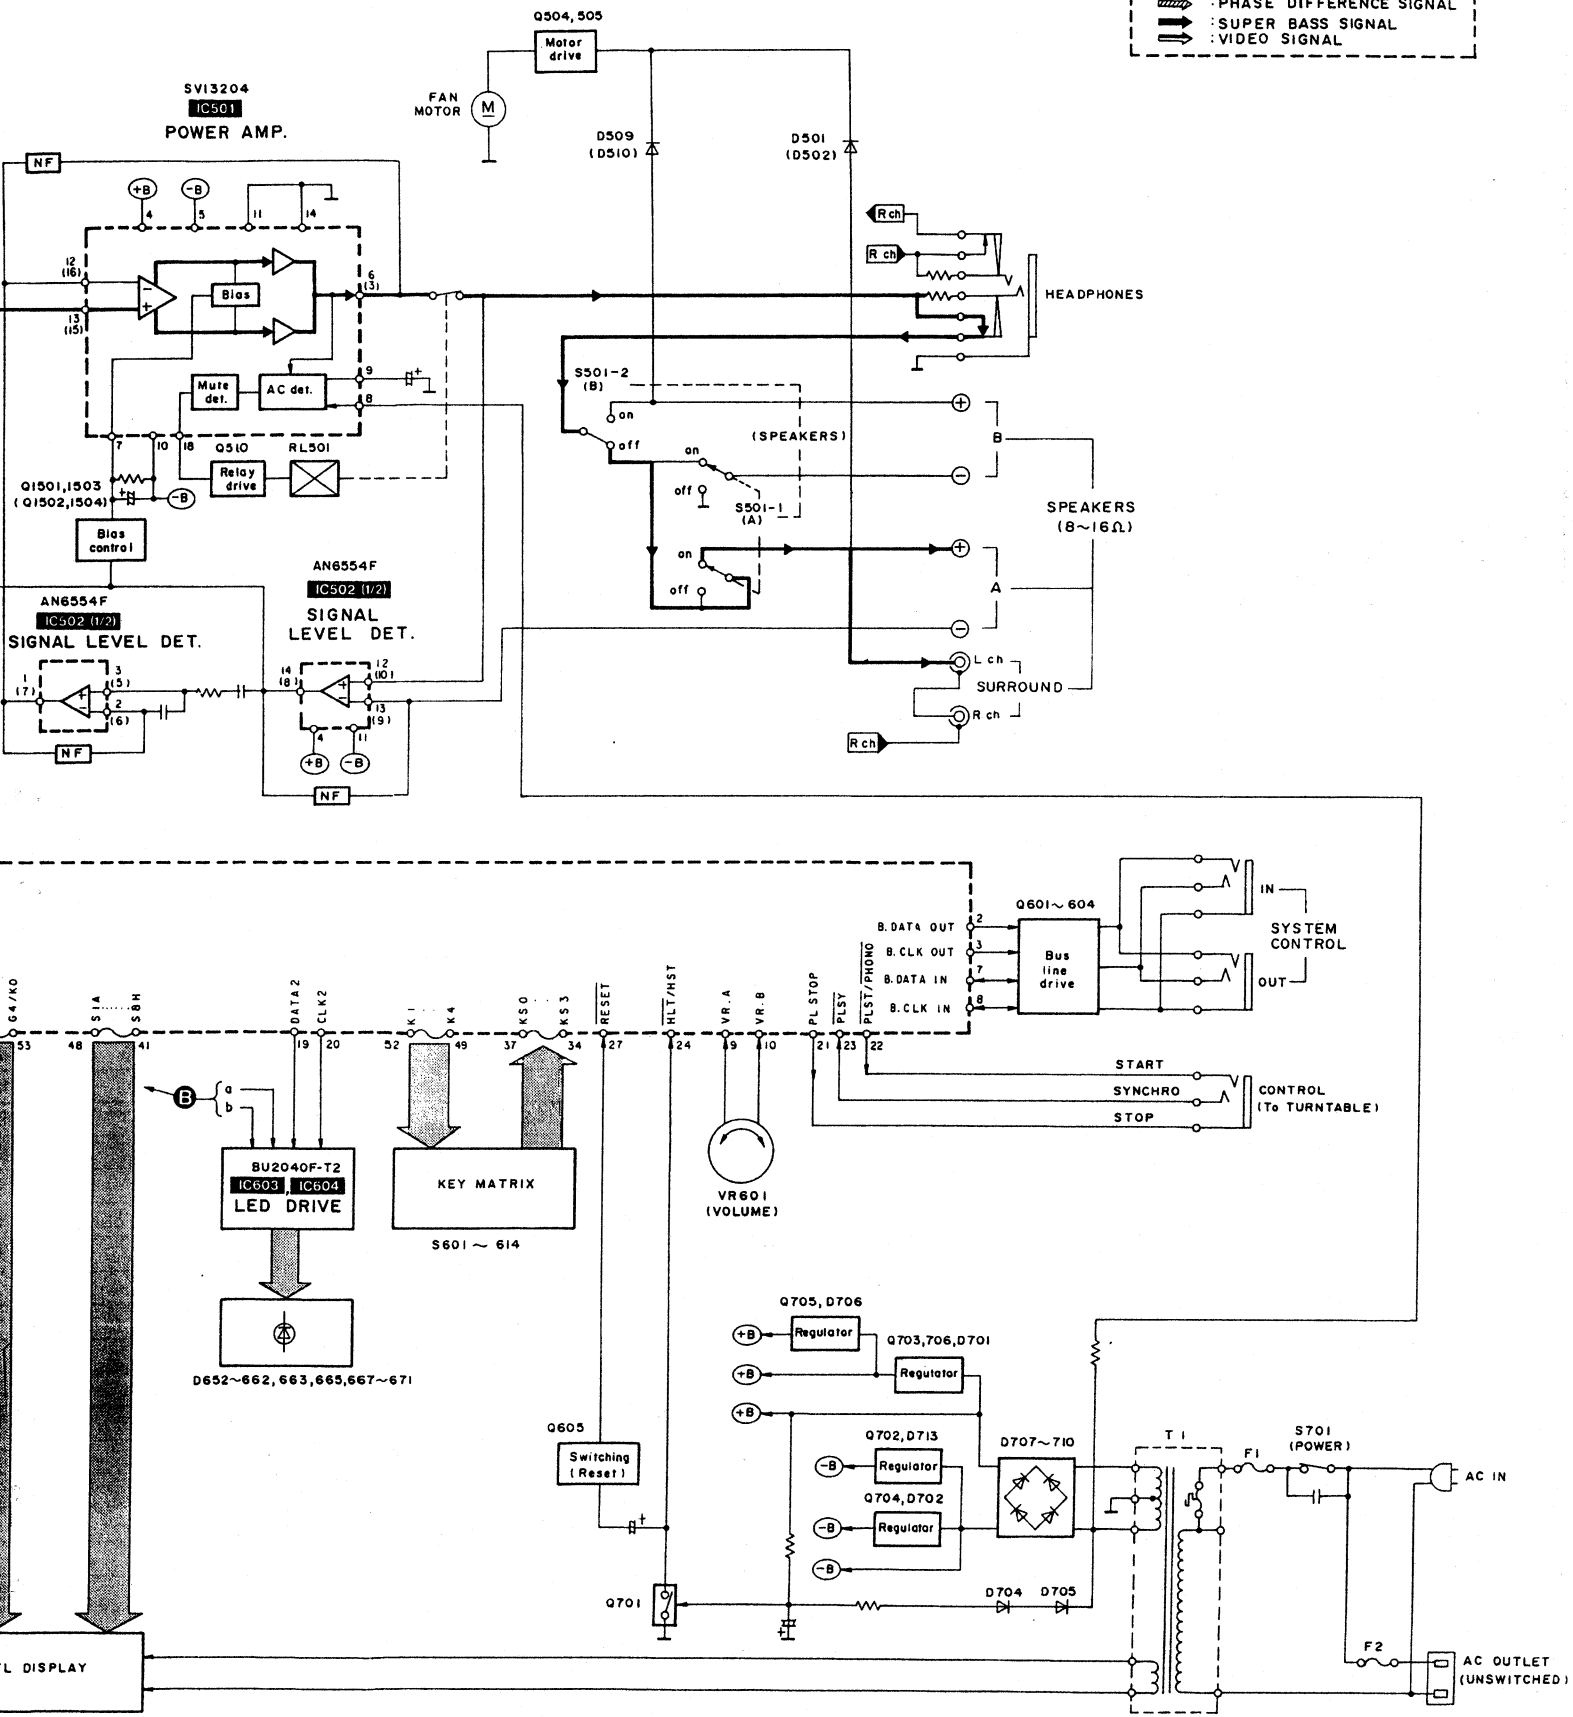 : PHASE DIFFERENCE SIGNAL
: SUPER BASS SIGNAL
: VIDEO SIGNAL
Q504, 505
Motor
drive
FAN
MOTOR
M
SVI3204
IC501
POWER AMP.
NF
D509
(D510)
D501
(D502)
+B
-B
4
5
11
14
R ch
R ch
HEADPHONES
12
(16)
13
(15)
-
+
Bias
6
(3)
Mute
det.
AC det.
9
+
8
7
10
18
Q510
RL501
Relay
drive
Q1501, 1503
(Q1502, 1504)
+
-B
Bias
control
S501-2
(B)
on
off
(SPEAKERS)
on
off
S501-1
(A)
on
off
+
-
B
+
-
A
SPEAKERS
(8~16Ω)
L ch
SURROUND
R ch
R ch
AN6554F
IC502 (1/2)
SIGNAL LEVEL DET.
1
(7)
+
-
3
(5)
2
(6)
NF
AN6554F
IC502 (1/2)
SIGNAL
LEVEL DET.
14
(8)
+
-
12
(10)
13
(9)
4
11
+B
-B
NF
B.DATA OUT
2
B.CLK OUT
3
B.DATA IN
7
B.CLK IN
8
Q601~604
Bus
line
drive
IN
SYSTEM
CONTROL
OUT
G4/K0
S1A
......
S8H
DATA2
CLK2
K1
..
K4
KS0
..
KS3
RESET
HLT/HST
VR.A
VR.B
PL STOP
PLSY
PLST/PHONO
53
48
41
19
20
52
49
37
34
27
24
9
10
21
23
22
START
SYNCHRO
STOP
CONTROL
(To TURNTABLE)
B
a
b
BU2040F-T2
IC603, IC604
LED DRIVE
KEY MATRIX
S601~614
VR601
(VOLUME)
D652~662, 663, 665, 667~671
Q705, D706
+B
Regulator
Q703, 706, D701
+B
Regulator
+B
Q605
Switching
(Reset)
+
Q702, D713
-B
Regulator
Q704, D702
-B
Regulator
-B
D707~710
T1
F1
S701
(POWER)
AC IN
Q701
+
D704
D705
F2
AC OUTLET
(UNSWITCHED)
L DISPLAY